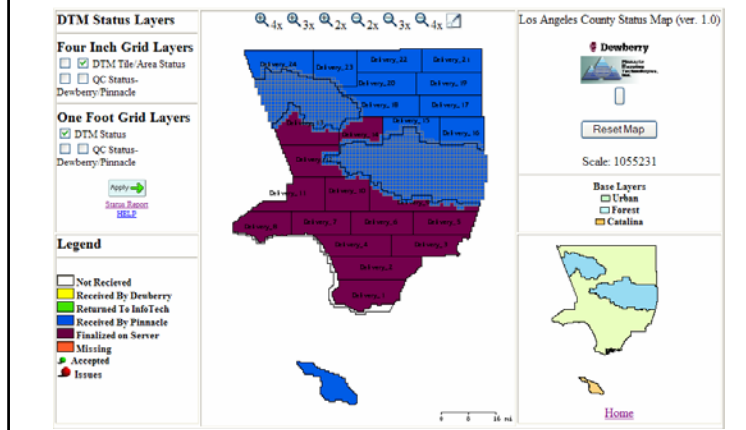 DTM Status Layers
Four Inch Grid Layers
DTM Tile/Area Status
QC Status-
Dewberry/Pinnacle
One Foot Grid Layers
DTM Status
QC Status-
Dewberry/Pinnacle
Apply
Status Report
HELP
Legend
Not Recieved
Received By Dewberry
Returned To InfoTech
Received By Pinnacle
Finalized on Server
Missing
Accepted
Issues
4x 3x 2x 2x 3x 4x
Delivery_24
Delivery_23
Delivery_22
Delivery_21
Delivery_20
Delivery_19
Delivery_18
Delivery_17
Delivery_15
Delivery_16
Delivery_11
Delivery_10
Delivery_8
Delivery_7
Delivery_6
Delivery_5
Delivery_4
Delivery_3
Delivery_2
Delivery_1
0 8 16 mi
Los Angeles County Status Map (ver. 1.0)
Dewberry
Reset Map
Scale: 1055231
Base Layers
Urban
Forest
Catalina
Home